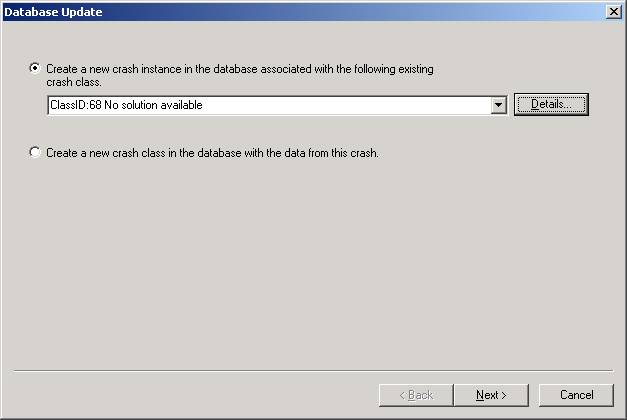 Database Update
Create a new crash instance in the database associated with the following existing
crash class.
ClassID:68 No solution available
Details...
Create a new crash class in the database with the data from this crash.
< Back
Next >
Cancel